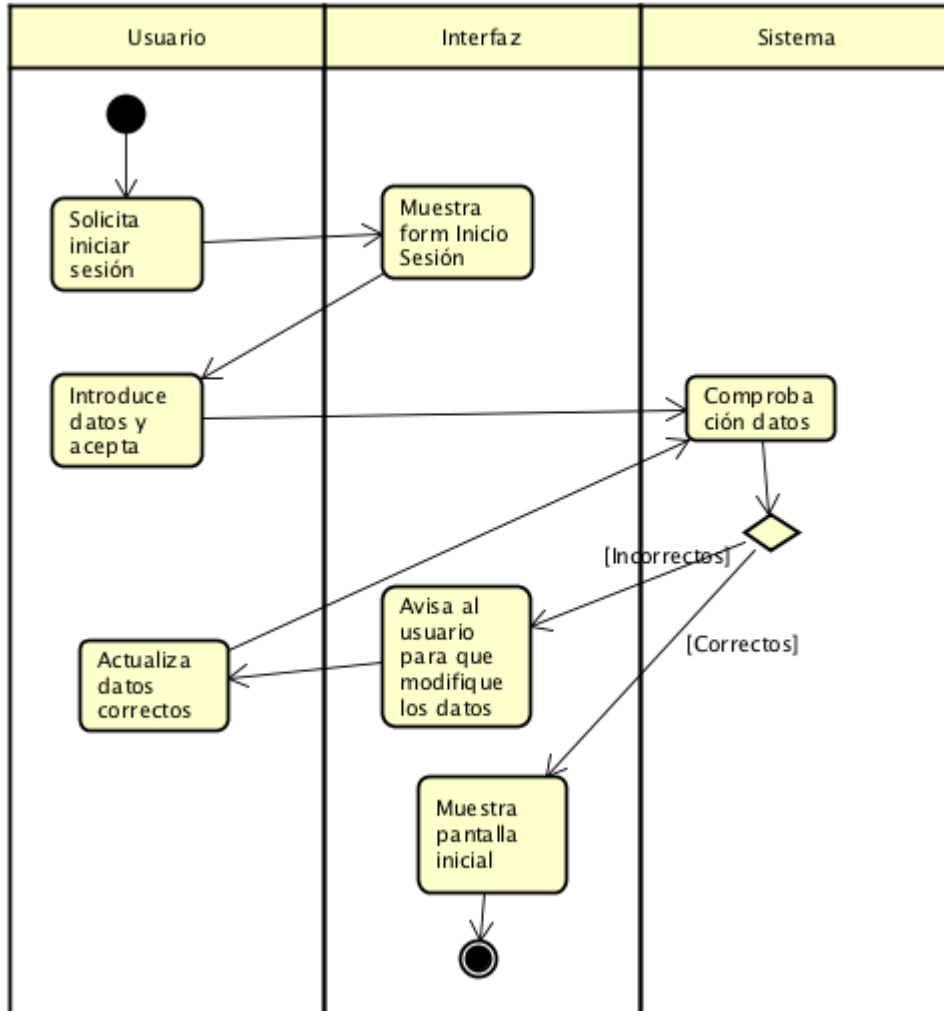 Usuario
Interfaz
Sistema
Solicita
iniciar
sesión
Muestra
form Inicio
Sesión
Introduce
datos y
acepta
Comproba
ción datos
[Incorrectos]
Avisa al
usuario
para que
modifique
los datos
[Correctos]
Actualiza
datos
correctos
Muestra
pantalla
inicial